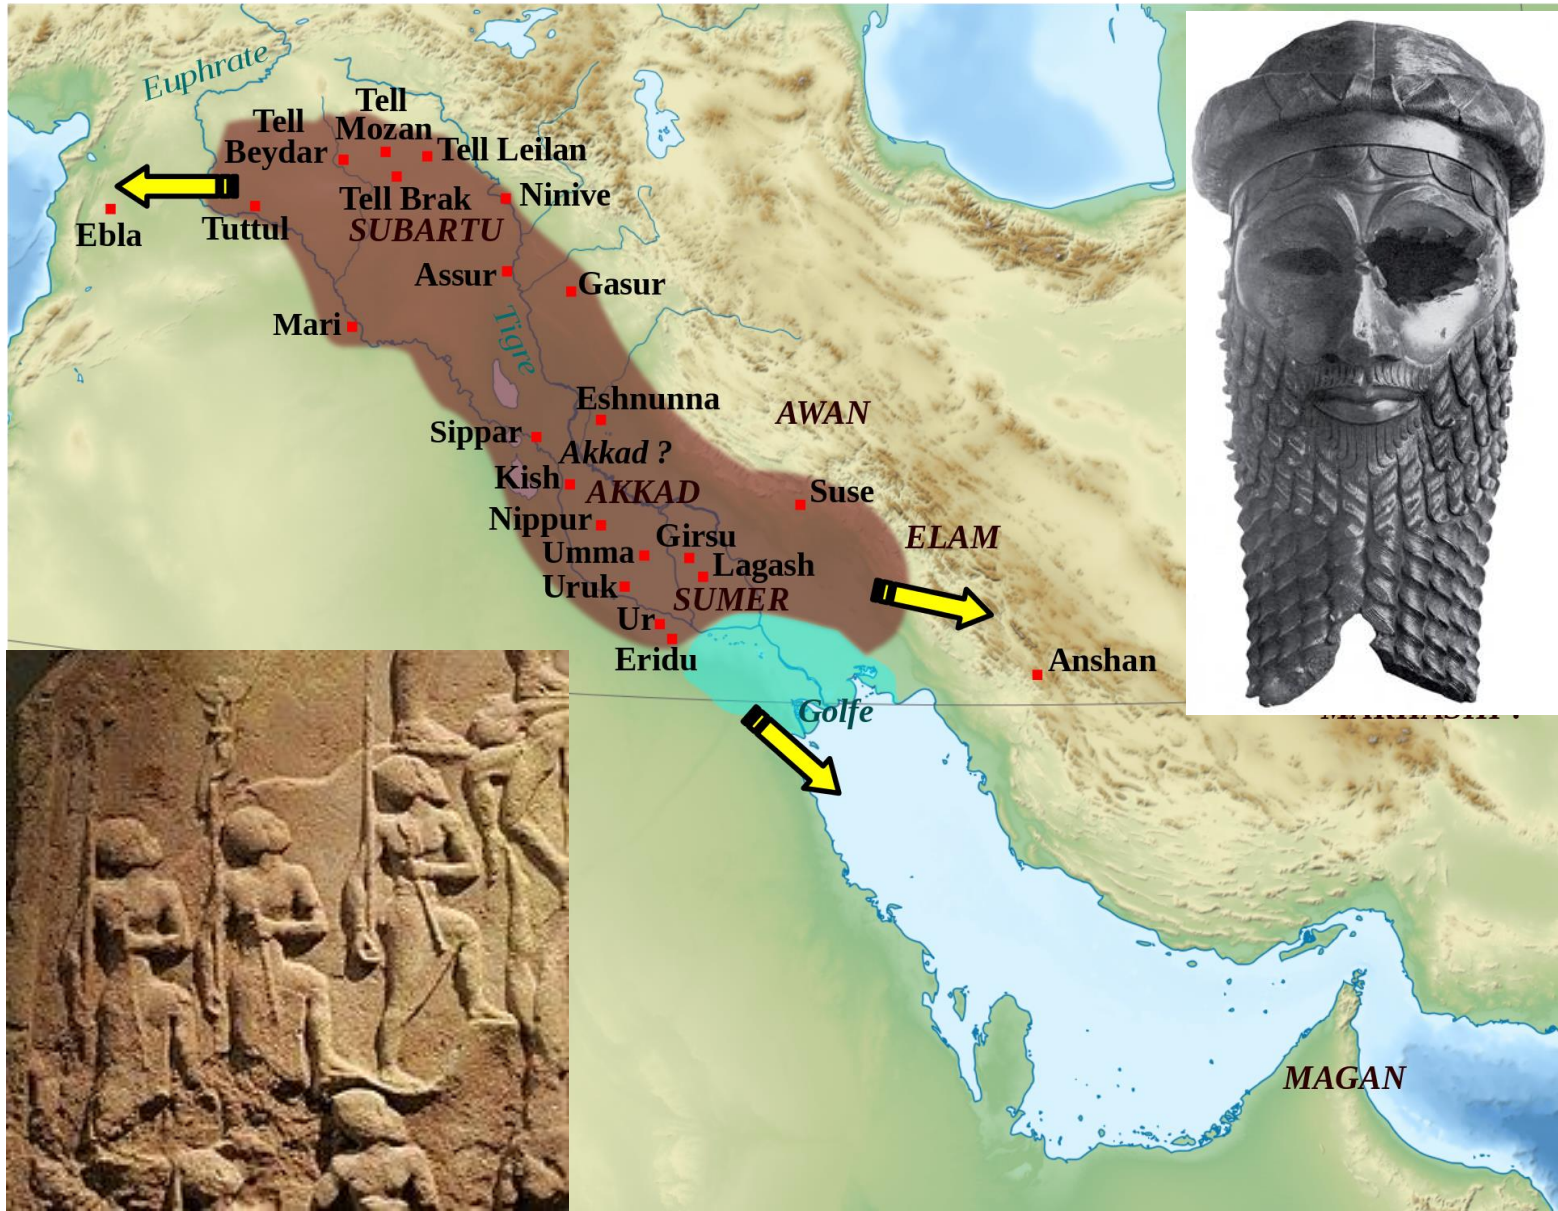 Euphrate
Tell
Mozan
Tell
Beydar
Tell Leilan
Tell Brak
Ninive
SUBARTU
Ebla
Tuttul
Assur
Gasur
Mari
Tigre
Eshnunna
AWAN
Sippar
Akkad ?
Kish
AKKAD
Suse
Nippur
Girsu
ELAM
Umma
Lagash
Uruk
SUMER
Ur
Eridu
Anshan
Golfe
MAGAN